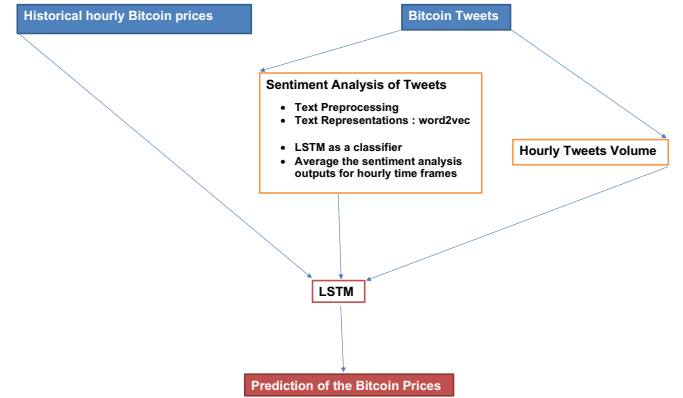 Historical hourly Bitcoin prices
Bitcoin Tweets
Sentiment Analysis of Tweets
• Text Preprocessing
• Text Representations : word2vec
• LSTM as a classifier
• Average the sentiment analysis
outputs for hourly time frames
Hourly Tweets Volume
LSTM
Prediction of the Bitcoin Prices